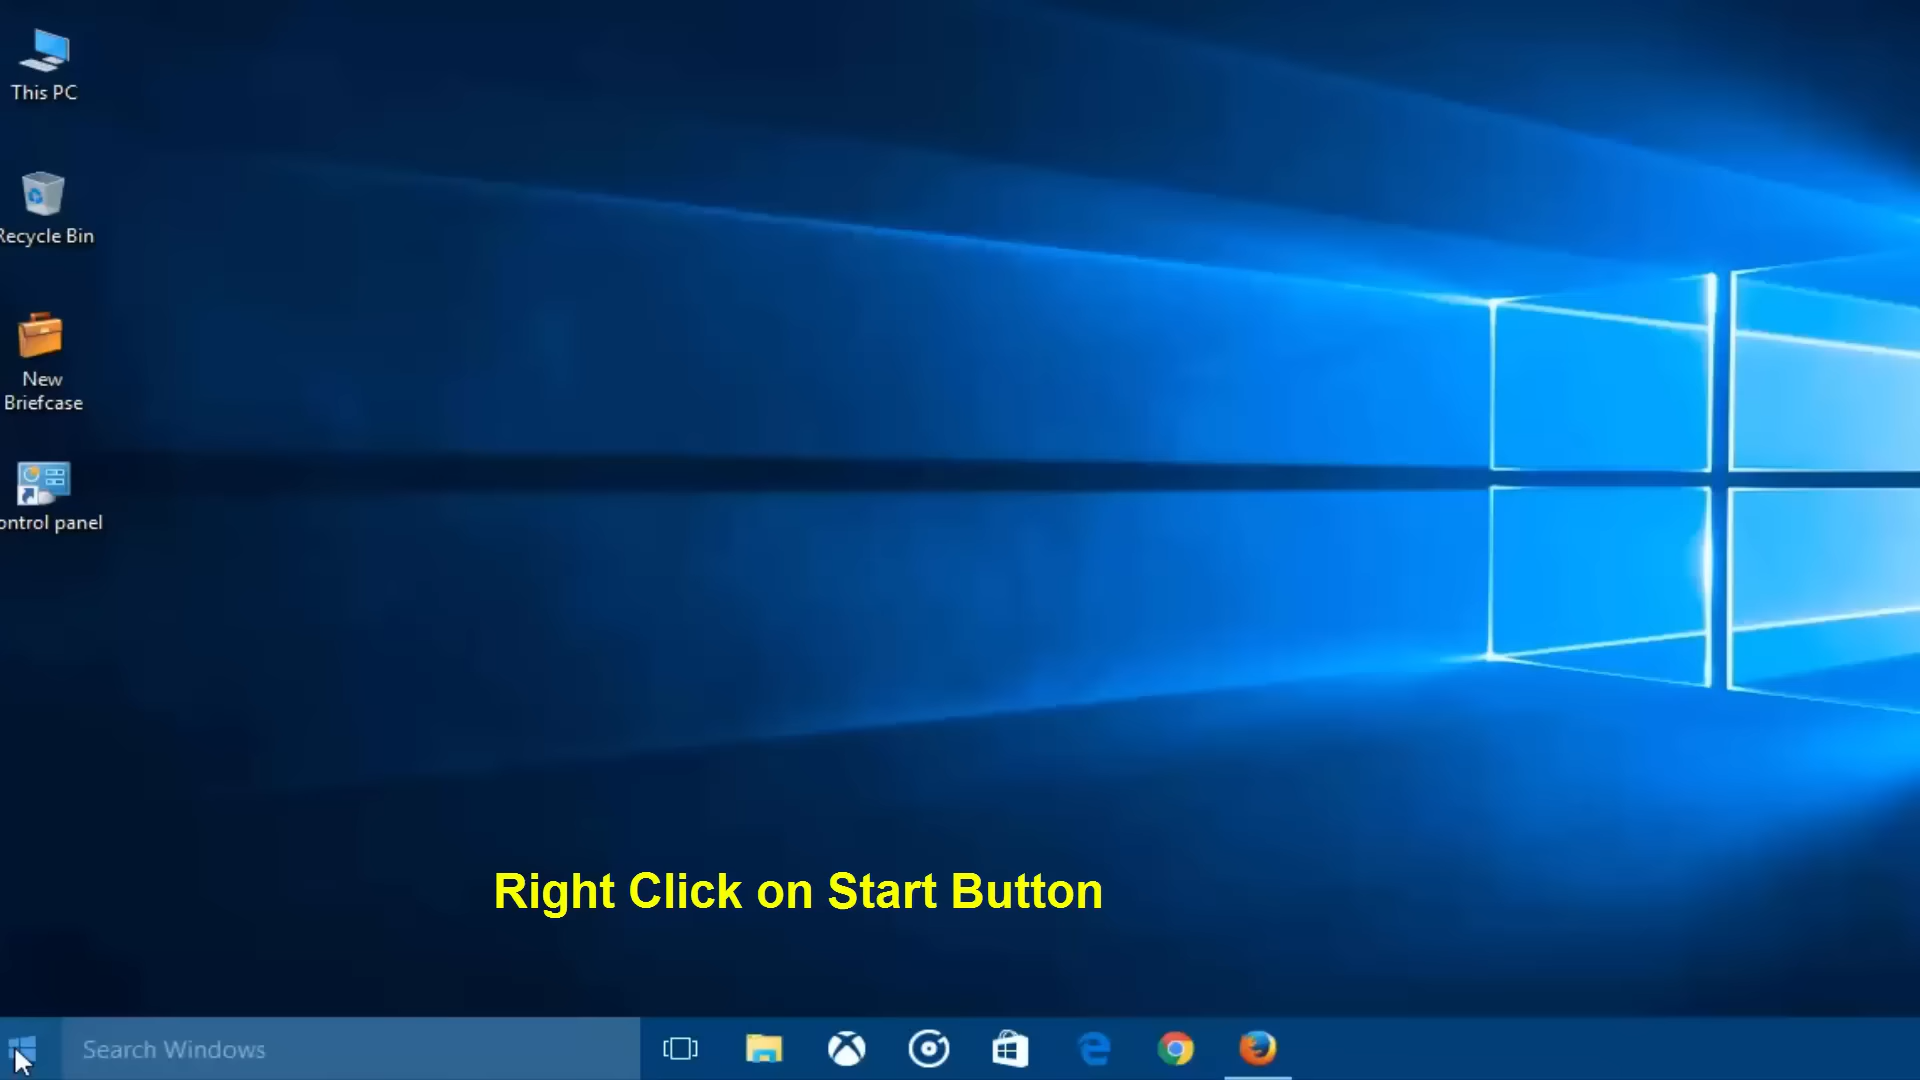 This PC
Recycle Bin
New
Briefcase
ontrol panel
Right Click on Start Button
Search Windows